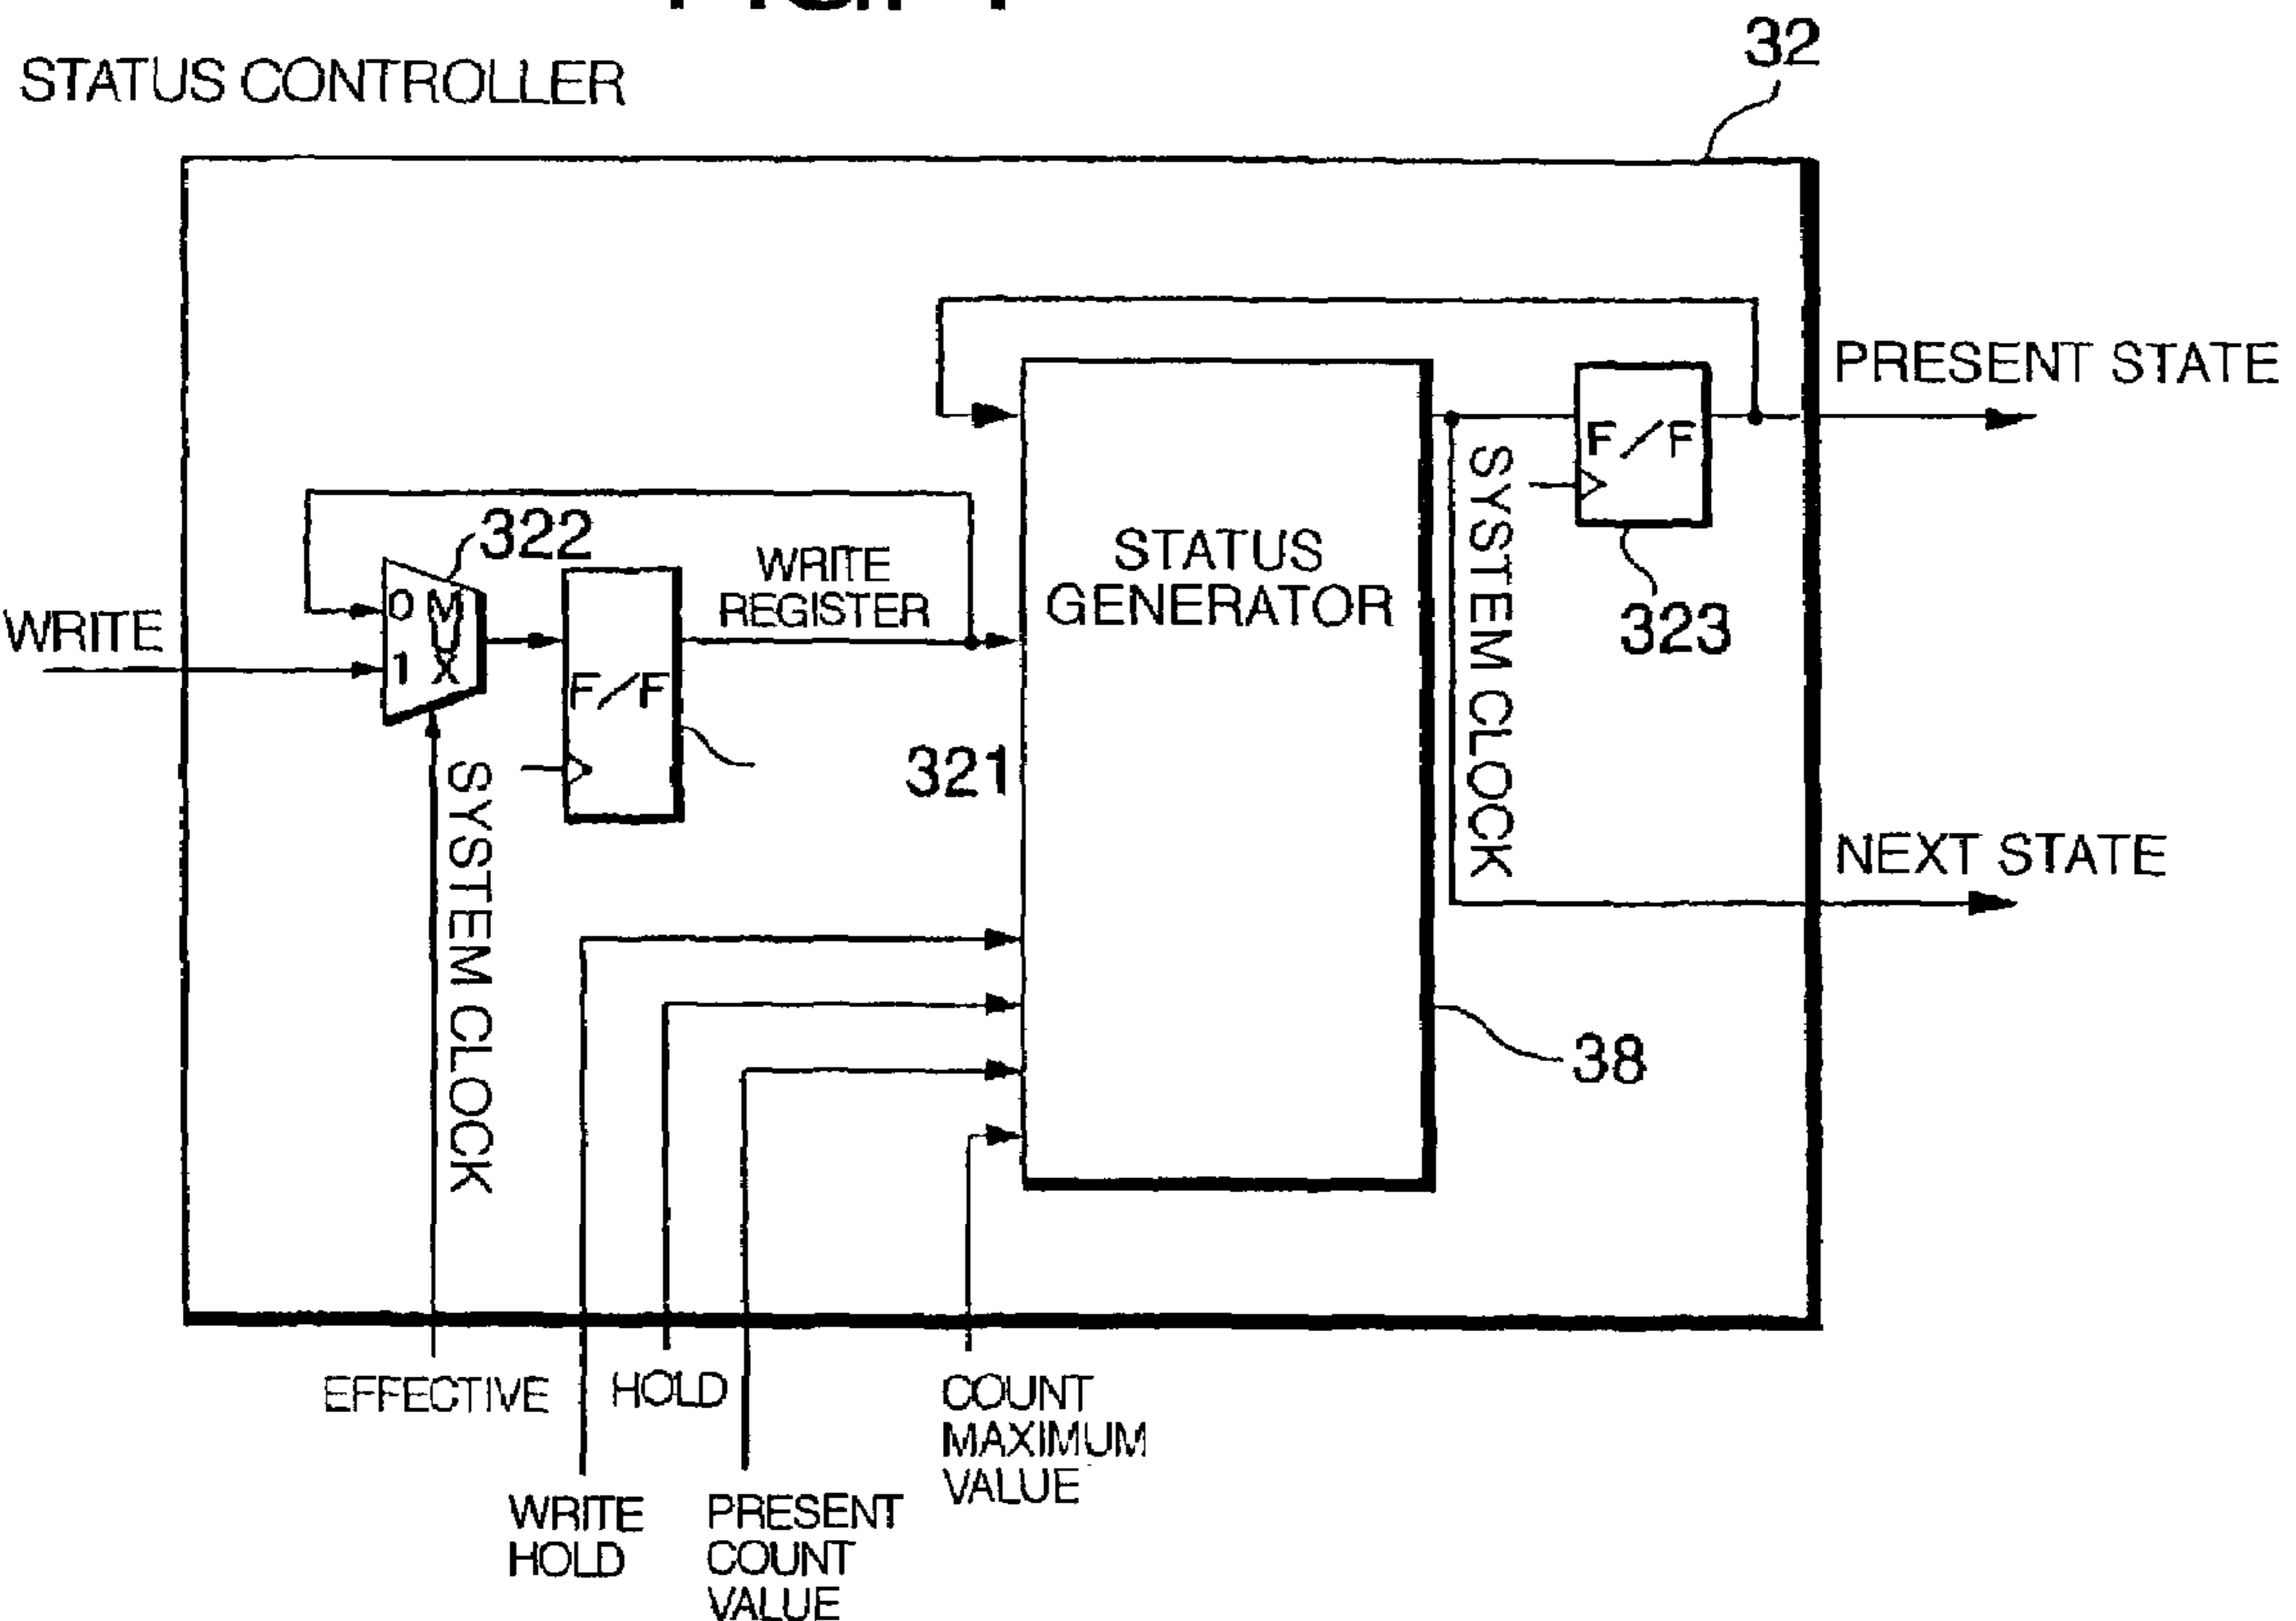 STATUS CONTROLLER
32
PRESENT STATE
F/F
SYSTEM CLOCK
323
322
WRITE
REGISTER
STATUS
GENERATOR
WRITE
0 MUX
1
F/F
321
SYSTEM CLOCK
NEXT STATE
38
EFFECTIVE
HOLD
COUNT
MAXIMUM
VALUE
WRITE
HOLD
PRESENT
COUNT
VALUE